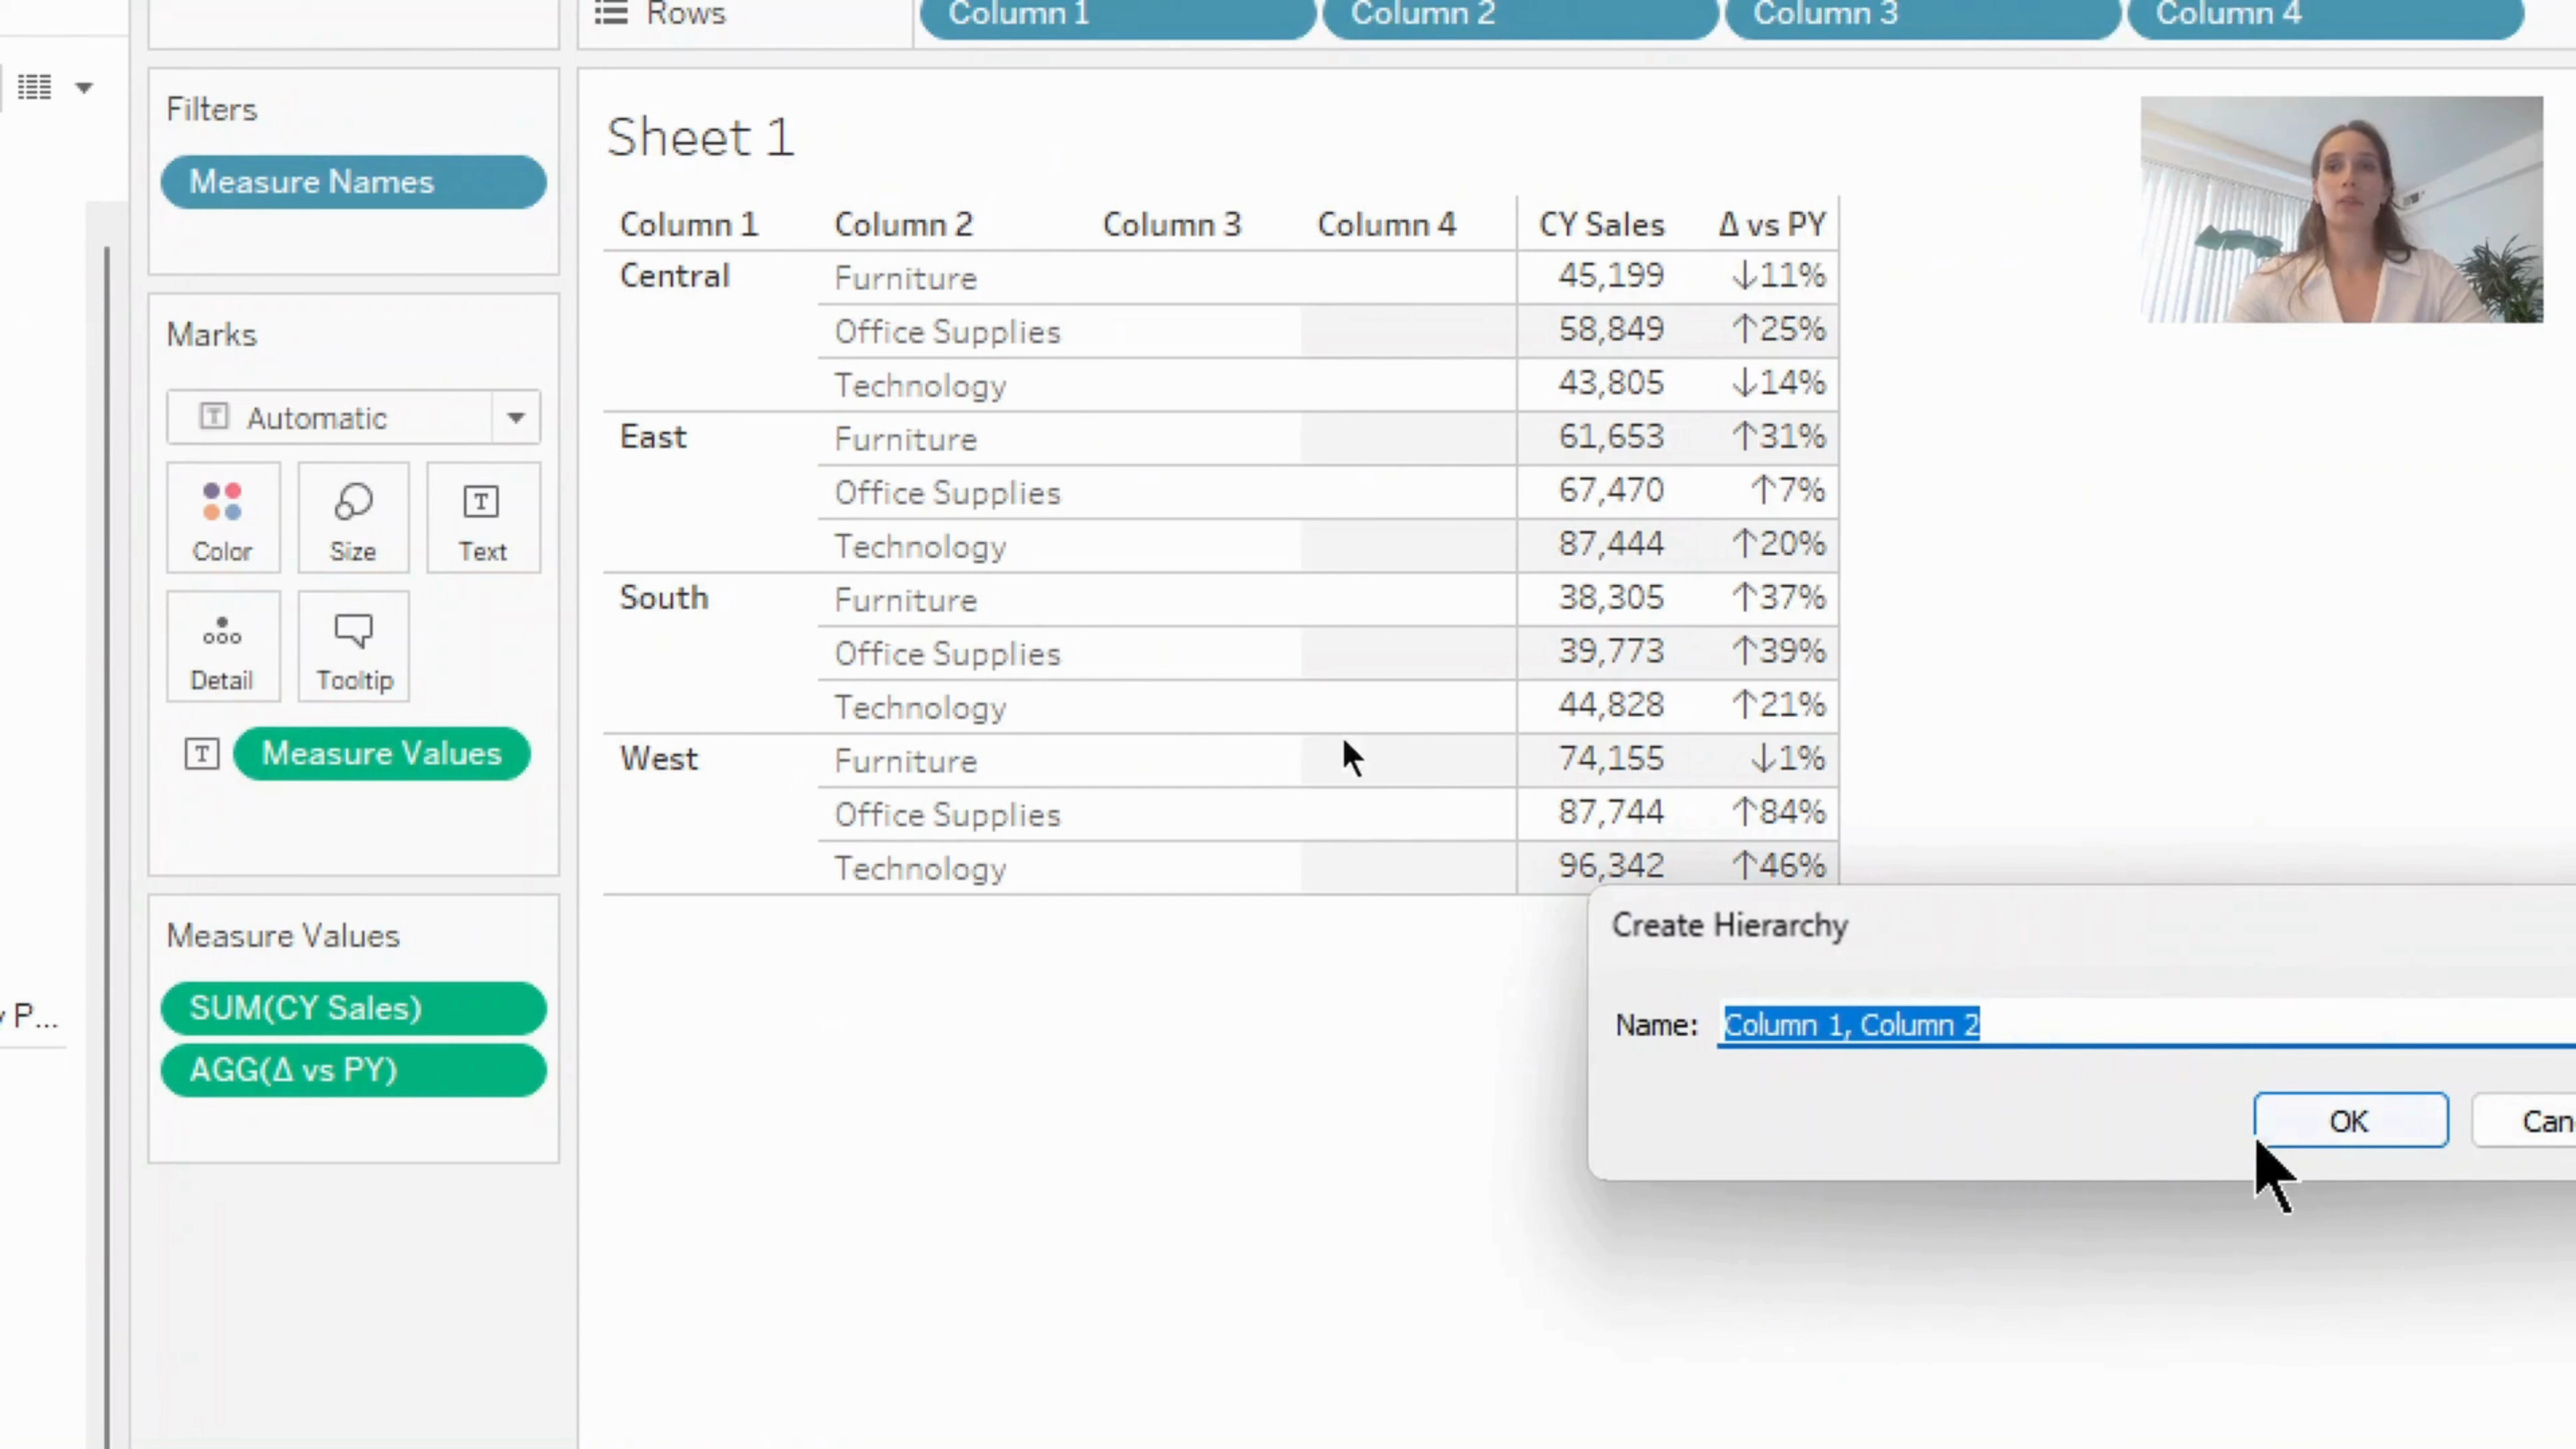 Rows
Column 1
Column 2
Column 3
Column 4
Filters
Measure Names
Marks
Automatic
Color
Size
Text
Detail
Tooltip
Measure Values
Measure Values
SUM(CY Sales)
AGG(Δ vs PY)
P...
Sheet 1
Column 1 Column 2 Column 3 Column 4 CY Sales Δ vs PY
Central Furniture 45,199 ↓11%
Office Supplies 58,849 ↑25%
Technology 43,805 ↓14%
East Furniture 61,653 ↑31%
Office Supplies 67,470 ↑7%
Technology 87,444 ↑20%
South Furniture 38,305 ↑37%
Office Supplies 39,773 ↑39%
Technology 44,828 ↑21%
West Furniture 74,155 ↓1%
Office Supplies 87,744 ↑84%
Technology 96,342 ↑46%
Create Hierarchy
Name: Column 1, Column 2
OK
Can